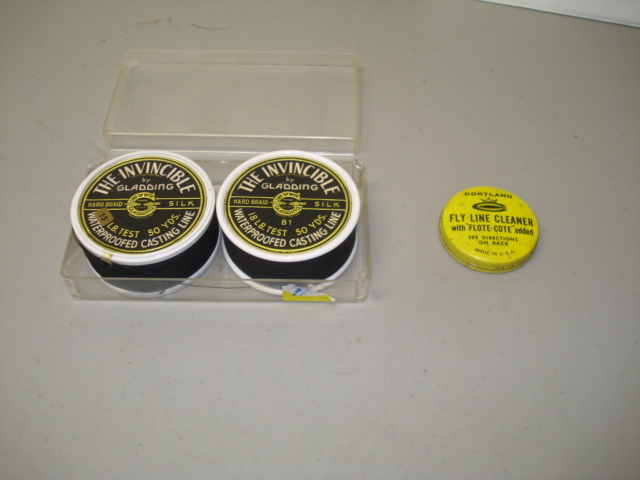 THE INVINCIBLE
by
GLADDING
HARD BRAID SILK
LB. TEST 50 YDS.
WATERPROOFED CASTING LINE
THE INVINCIBLE
by
GLADDING
HARD BRAID SILK
B1
18 LB. TEST 50 YDS.
WATERPROOFED CASTING LINE
CORTLAND
FLY LINE CLEANER
with "FLOTE-COTE" added
SEE DIRECTIONS
ON BACK
MADE IN U.S.A.